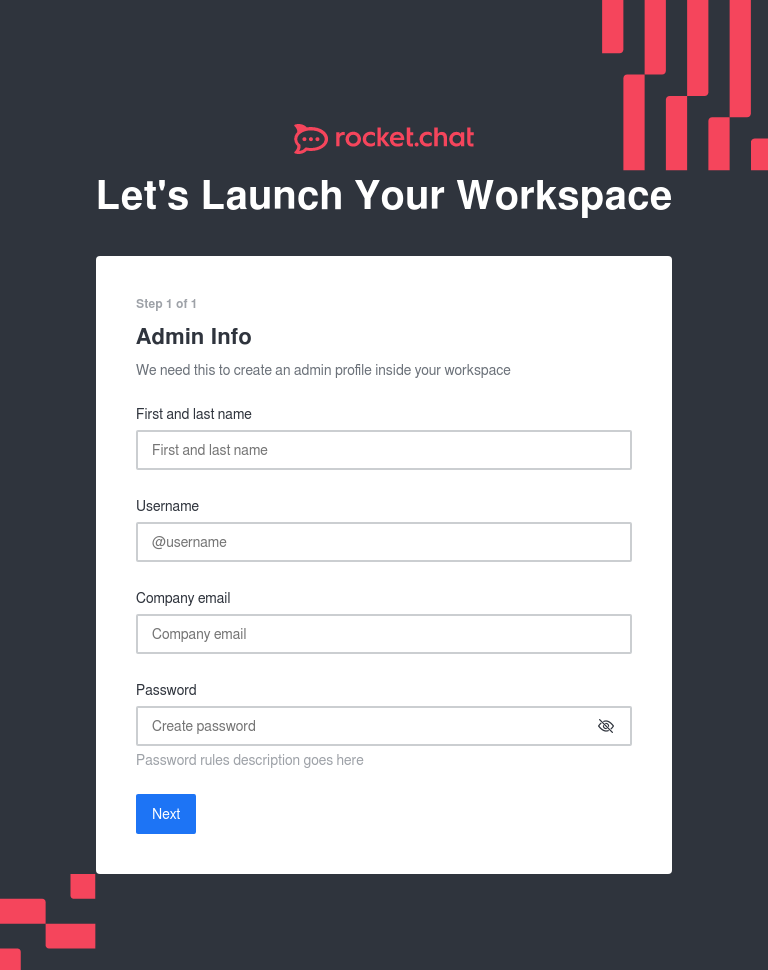 rocket.chat
Let's Launch Your Workspace
Step 1 of 1
Admin Info
We need this to create an admin profile inside your workspace
First and last name
First and last name
Username
@username
Company email
Company email
Password
Create password
Password rules description goes here
Next